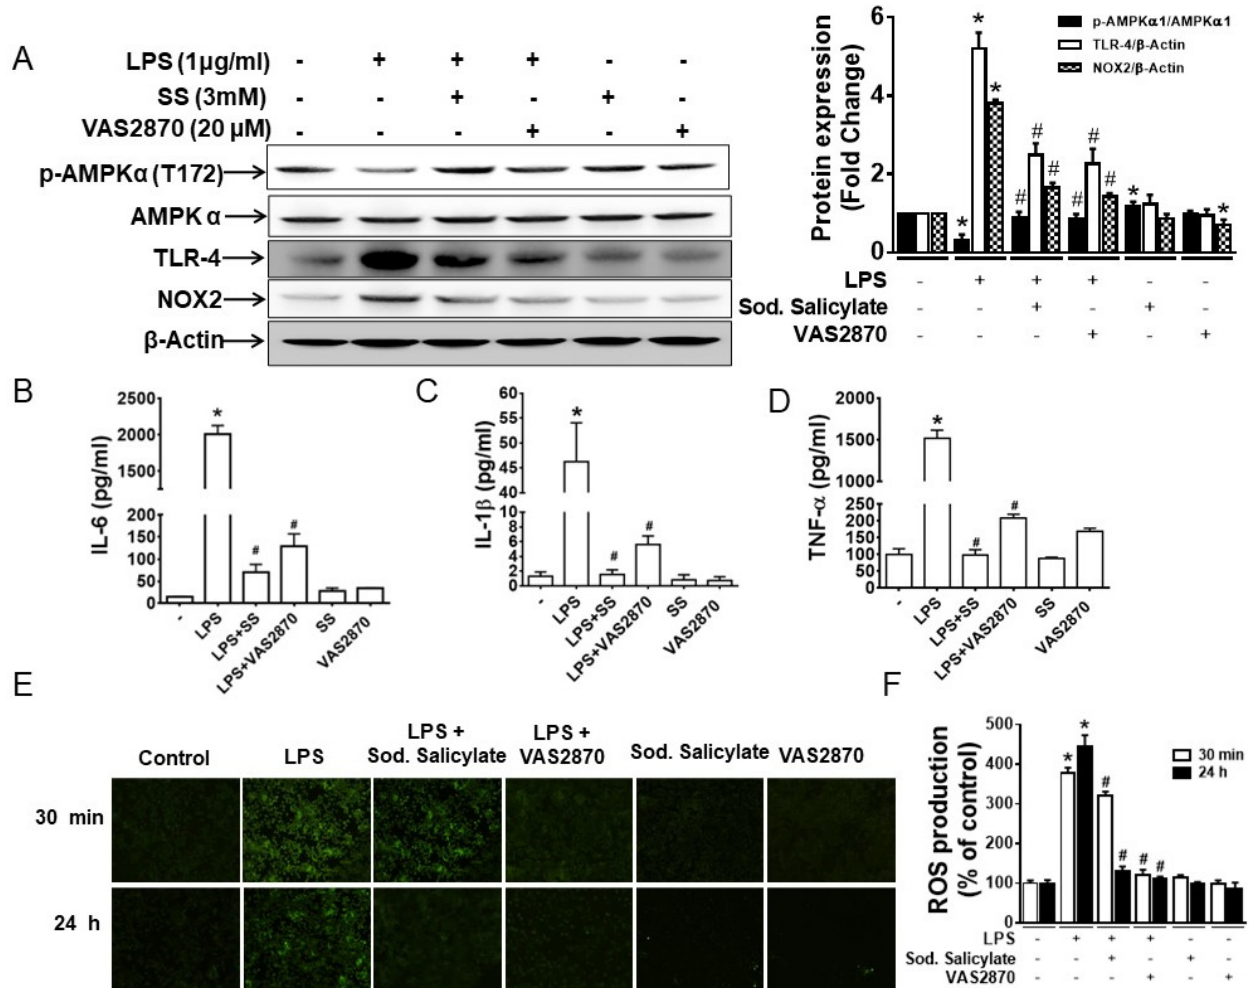 A
LPS (1µg/ml) - + + + - -
SS (3mM) - - + - + -
VAS2870 (20 µM) - - - + - +
p-AMPKα (T172)
AMPK α
TLR-4
NOX2
β-Actin
Protein expression
(Fold Change)
6
4
2
0
p-AMPKα1/AMPKα1
TLR-4/β-Actin
NOX2/β-Actin
* * * # # # # # # * *
LPS - + + + - -
Sod. Salicylate - - + - + -
VAS2870 - - - + - +
B
IL-6 (pg/ml)
2500
2000
1500
200
150
100
50
0
* # #
- LPS LPS+SS LPS+VAS2870 SS VAS2870
C
IL-1β (pg/ml)
60
55
50
45
40
10
8
6
4
2
0
* # #
- LPS LPS+SS LPS+VAS2870 SS VAS2870
D
TNF-α (pg/ml)
2000
1500
1000
250
200
150
100
50
0
* # #
- LPS LPS+SS LPS+VAS2870 SS VAS2870
E
Control LPS LPS + Sod. Salicylate LPS + VAS2870 Sod. Salicylate VAS2870
30 min
24 h
F
ROS production
(% of control)
500
400
300
200
100
0
30 min
24 h
* * # # # #
LPS - + + + - -
Sod. Salicylate - - + - + -
VAS2870 - - - + - +